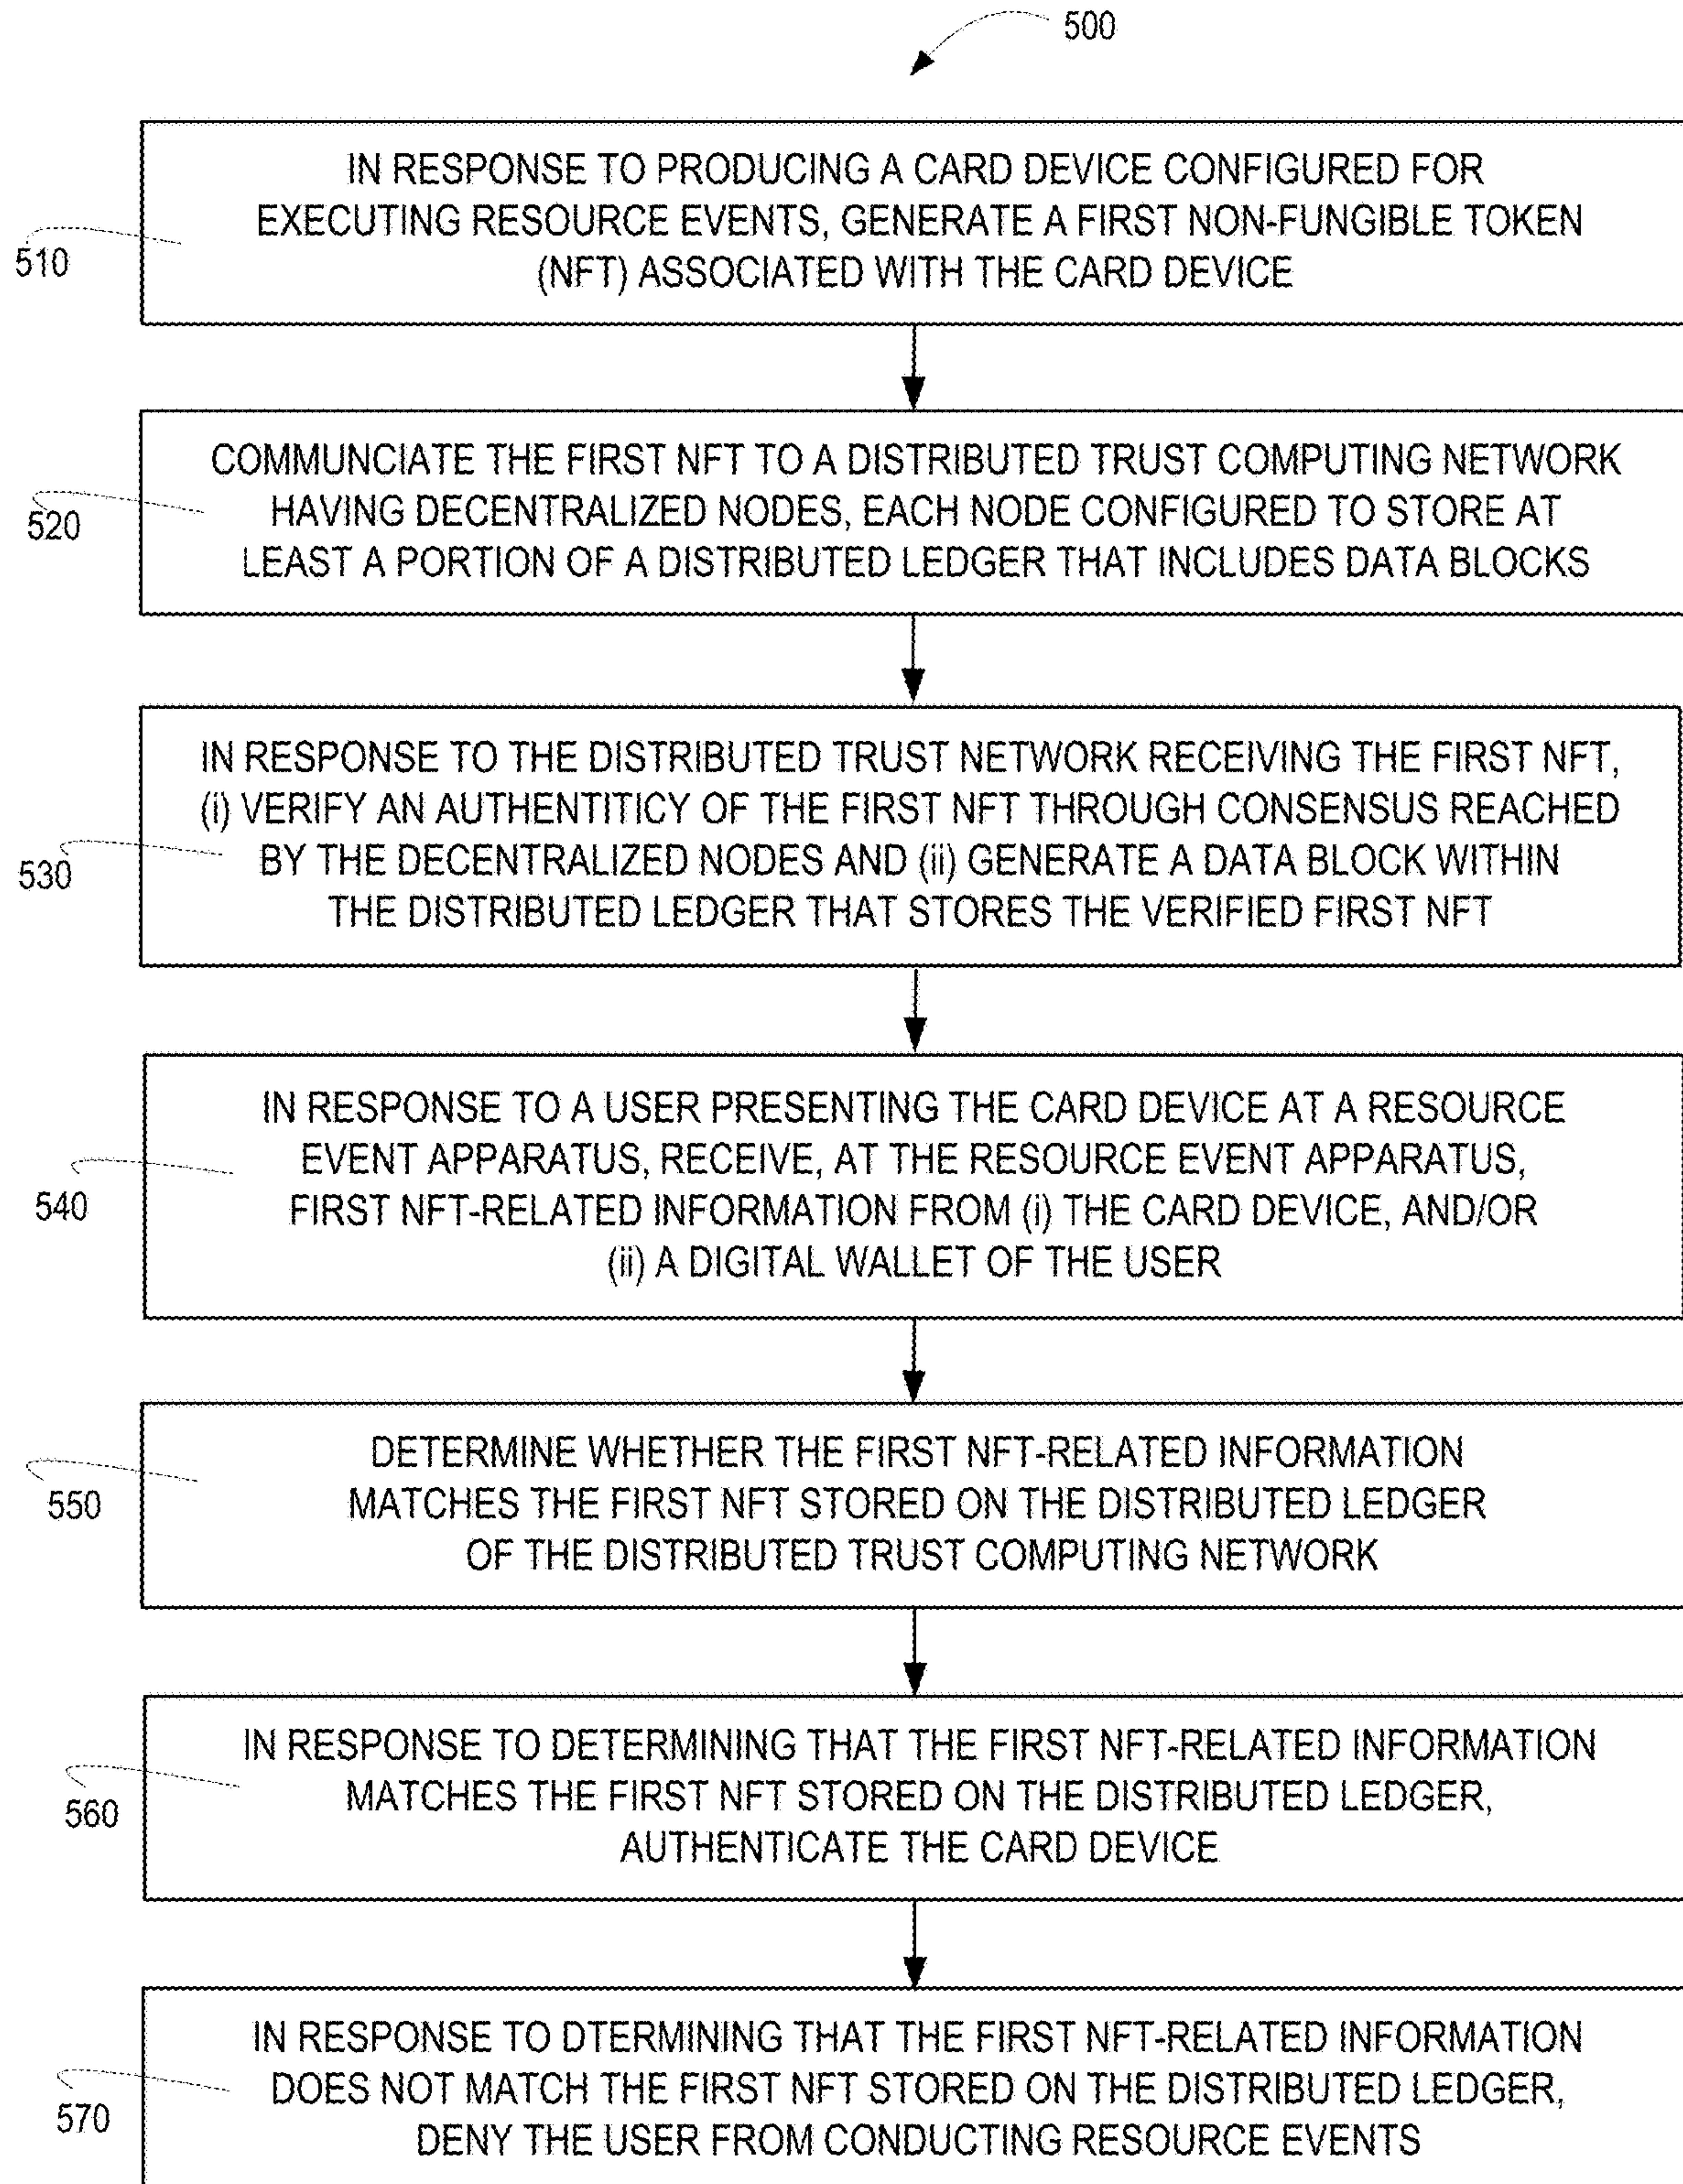 500
IN RESPONSE TO PRODUCING A CARD DEVICE CONFIGURED FOR
EXECUTING RESOURCE EVENTS, GENERATE A FIRST NON-FUNGIBLE TOKEN
(NFT) ASSOCIATED WITH THE CARD DEVICE
510
COMMUNCIATE THE FIRST NFT TO A DISTRIBUTED TRUST COMPUTING NETWORK
HAVING DECENTRALIZED NODES, EACH NODE CONFIGURED TO STORE AT
LEAST A PORTION OF A DISTRIBUTED LEDGER THAT INCLUDES DATA BLOCKS
520
IN RESPONSE TO THE DISTRIBUTED TRUST NETWORK RECEIVING THE FIRST NFT,
(i) VERIFY AN AUTHENTITICY OF THE FIRST NFT THROUGH CONSENSUS REACHED
BY THE DECENTRALIZED NODES AND (ii) GENERATE A DATA BLOCK WITHIN
THE DISTRIBUTED LEDGER THAT STORES THE VERIFIED FIRST NFT
530
IN RESPONSE TO A USER PRESENTING THE CARD DEVICE AT A RESOURCE
EVENT APPARATUS, RECEIVE, AT THE RESOURCE EVENT APPARATUS,
FIRST NFT-RELATED INFORMATION FROM (i) THE CARD DEVICE, AND/OR
(ii) A DIGITAL WALLET OF THE USER
540
DETERMINE WHETHER THE FIRST NFT-RELATED INFORMATION
MATCHES THE FIRST NFT STORED ON THE DISTRIBUTED LEDGER
OF THE DISTRIBUTED TRUST COMPUTING NETWORK
550
IN RESPONSE TO DETERMINING THAT THE FIRST NFT-RELATED INFORMATION
MATCHES THE FIRST NFT STORED ON THE DISTRIBUTED LEDGER,
AUTHENTICATE THE CARD DEVICE
560
IN RESPONSE TO DTERMINING THAT THE FIRST NFT-RELATED INFORMATION
DOES NOT MATCH THE FIRST NFT STORED ON THE DISTRIBUTED LEDGER,
DENY THE USER FROM CONDUCTING RESOURCE EVENTS
570